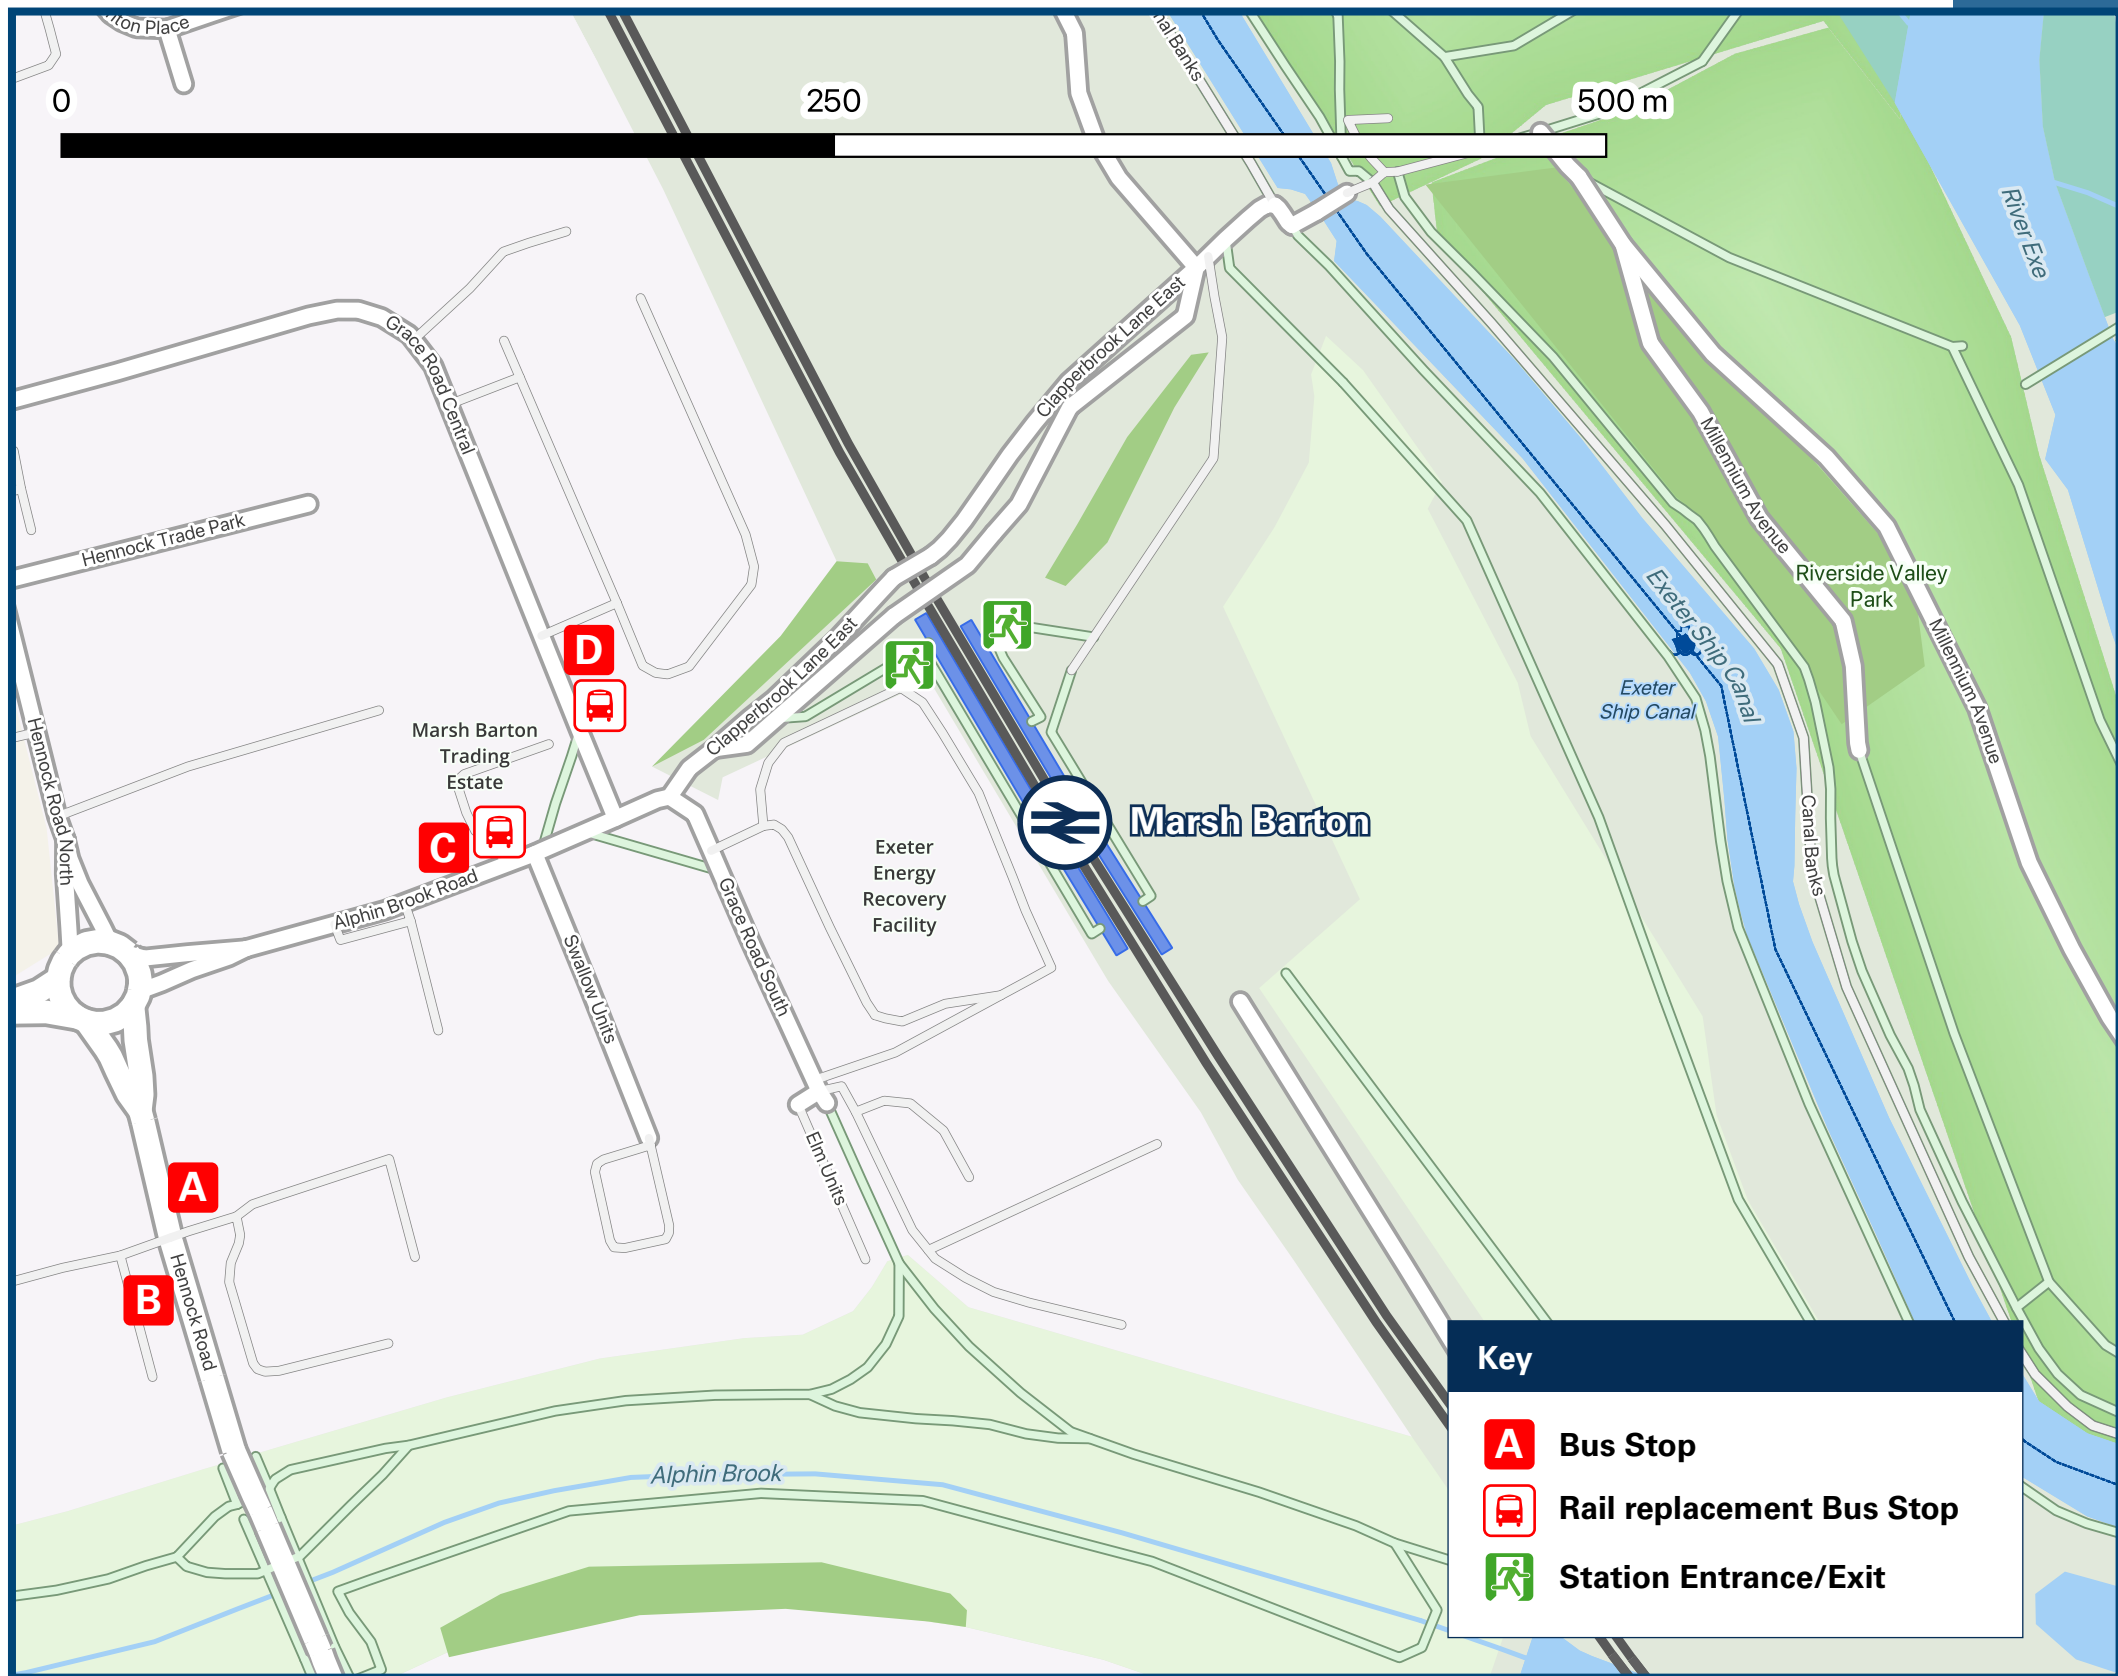 0
250
500 m
Canal Banks
River Exe
Grace Road Central
Clapperbrook Lane East
Hennock Trade Park
Millennium Avenue
Riverside Valley
Park
Millennium Avenue
Exeter Ship Canal
Exeter
Ship Canal
D
Clapperbrook Lane East
Marsh Barton
Trading
Estate
Hennock Road North
C
Marsh Barton
Canal Banks
Exeter
Energy
Recovery
Facility
Alphin Brook Road
Grace Road South
Swallow Units
Elm Units
A
B
Hennock Road
Alphin Brook
Key
A
Bus Stop
Rail replacement Bus Stop
Station Entrance/Exit